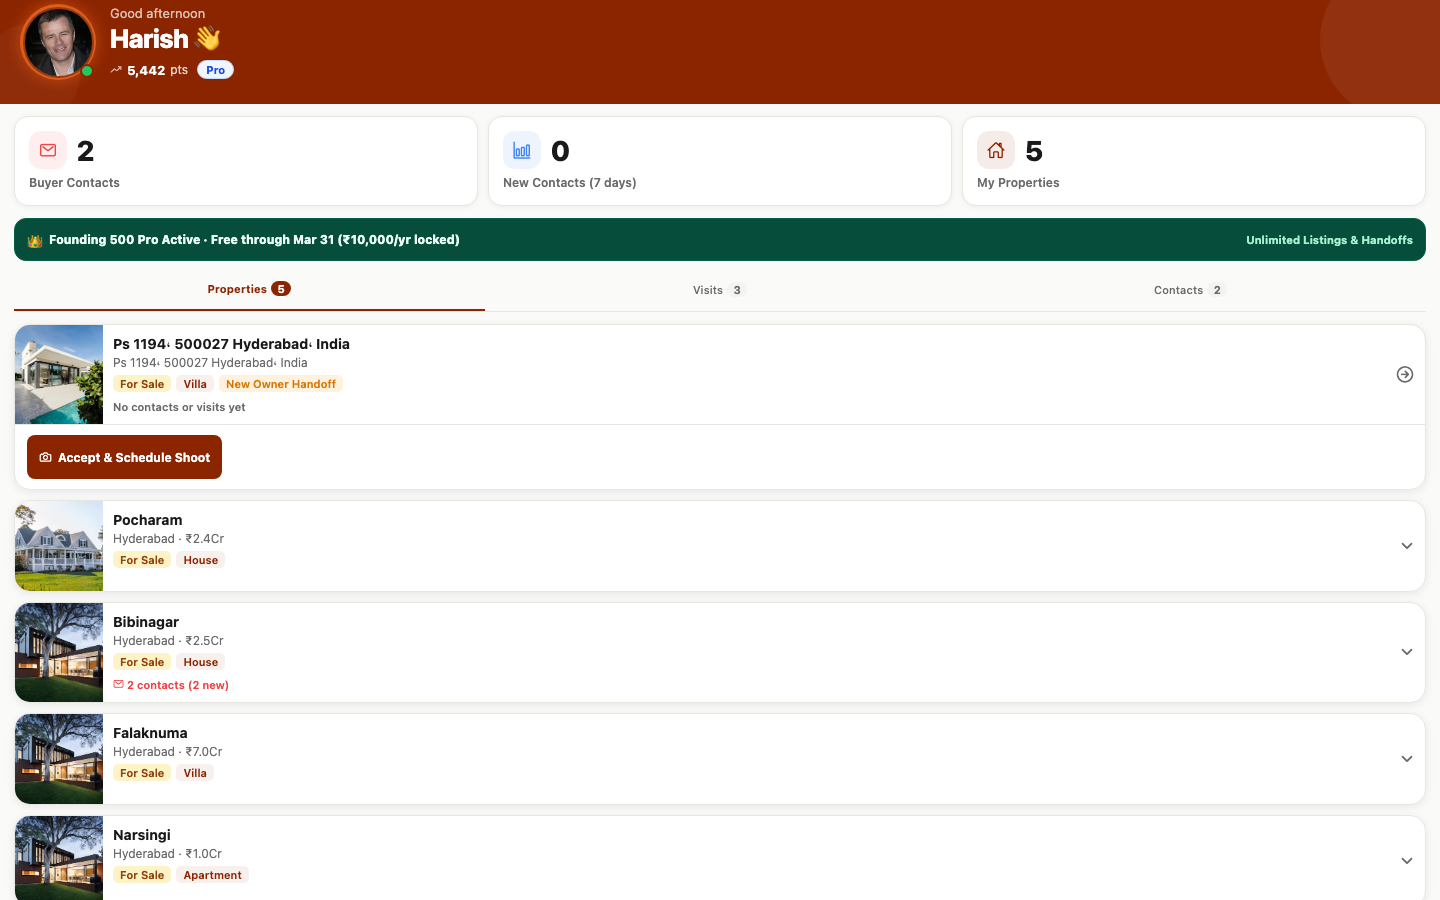 Good afternoon
Harish 👋
5,442 pts Pro
2
Buyer Contacts
0
New Contacts (7 days)
5
My Properties
👑 Founding 500 Pro Active · Free through Mar 31 (₹10,000/yr locked)
Unlimited Listings & Handoffs
Properties 5
Visits 3
Contacts 2
Ps 1194، 500027 Hyderabad، India
Ps 1194، 500027 Hyderabad، India
For Sale Villa New Owner Handoff
No contacts or visits yet
Accept & Schedule Shoot
Pocharam
Hyderabad · ₹2.4Cr
For Sale House
Bibinagar
Hyderabad · ₹2.5Cr
For Sale House
2 contacts (2 new)
Falaknuma
Hyderabad · ₹7.0Cr
For Sale Villa
Narsingi
Hyderabad · ₹1.0Cr
For Sale Apartment